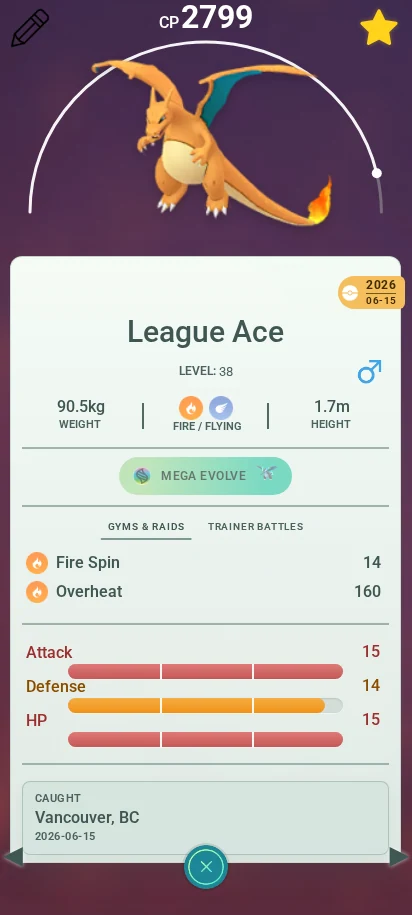 CP2799
2026
06-15
League Ace
LEVEL: 38
90.5kg
WEIGHT
FIRE / FLYING
1.7m
HEIGHT
MEGA EVOLVE
GYMS & RAIDS TRAINER BATTLES
Fire Spin 14
Overheat 160
Attack 15
Defense 14
HP 15
CAUGHT
Vancouver, BC
2026-06-15